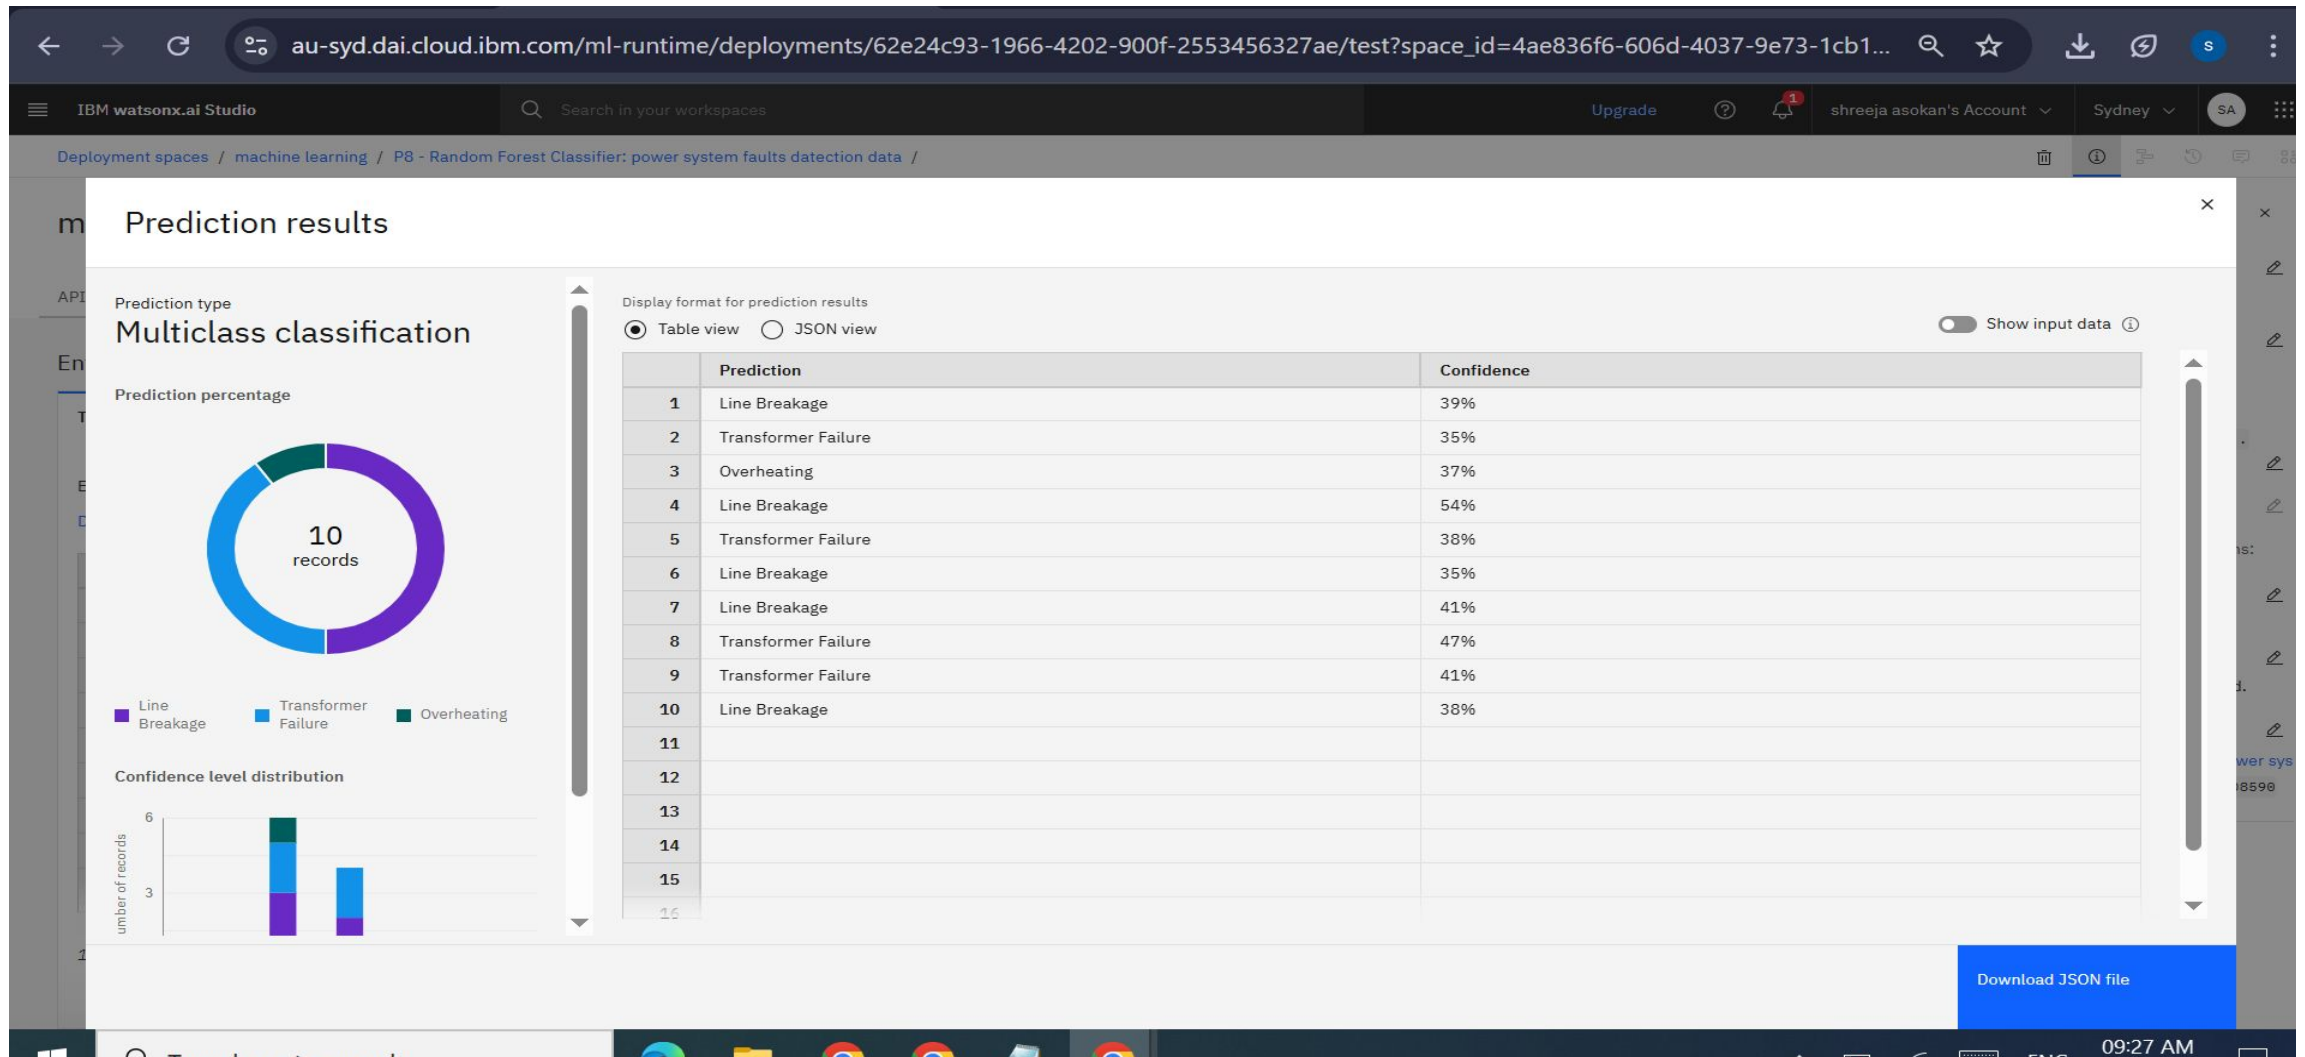 au-syd.dai.cloud.ibm.com/ml-runtime/deployments/62e24c93-1966-4202-900f-2553456327ae/test?space_id=4ae836f6-606d-4037-9e73-1cb1...
S
IBM watsonx.ai Studio
Search in your workspaces
Upgrade
1
shreeja asokan's Account
Sydney
SA
Deployment spaces / machine learning / P8 - Random Forest Classifier: power system faults datection data /
Prediction results
API
Prediction type
Multiclass classification
Prediction percentage
10
records
Line Breakage
Transformer Failure
Overheating
Confidence level distribution
6
3
Display format for prediction results
Table view
JSON view
Show input data
Prediction Confidence
1 Line Breakage 39%
2 Transformer Failure 35%
3 Overheating 37%
4 Line Breakage 54%
5 Transformer Failure 38%
6 Line Breakage 35%
7 Line Breakage 41%
8 Transformer Failure 47%
9 Transformer Failure 41%
10 Line Breakage 38%
11
12
13
14
15
16
Download JSON file
09:27 AM